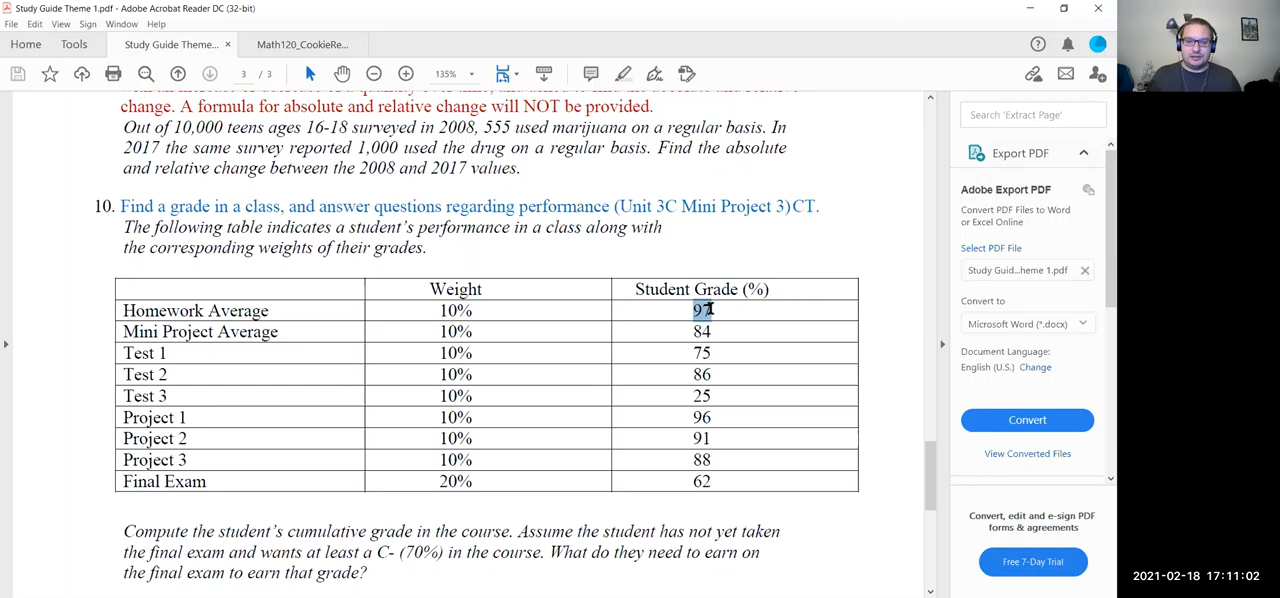 Study Guide Theme 1.pdf - Adobe Acrobat Reader DC (32-bit)
File Edit View Sign Window Help
Home Tools Study Guide Theme... × Math120_CookieRe...
3 / 3 135%
change. A formula for absolute and relative change will NOT be provided.
Out of 10,000 teens ages 16-18 surveyed in 2008, 555 used marijuana on a regular basis. In
2017 the same survey reported 1,000 used the drug on a regular basis. Find the absolute
and relative change between the 2008 and 2017 values.
10. Find a grade in a class, and answer questions regarding performance (Unit 3C Mini Project 3)CT.
The following table indicates a student's performance in a class along with
the corresponding weights of their grades.
Weight Student Grade (%)
Homework Average 10% 97
Mini Project Average 10% 84
Test 1 10% 75
Test 2 10% 86
Test 3 10% 25
Project 1 10% 96
Project 2 10% 91
Project 3 10% 88
Final Exam 20% 62
Compute the student's cumulative grade in the course. Assume the student has not yet taken
the final exam and wants at least a C- (70%) in the course. What do they need to earn on
the final exam to earn that grade?
Search 'Extract Page'
Export PDF
Adobe Export PDF
Convert PDF Files to Word
or Excel Online
Select PDF File
Study Guid...heme 1.pdf
Convert to
Microsoft Word (*.docx)
Document Language:
English (U.S.) Change
Convert
View Converted Files
Convert, edit and e-sign PDF
forms & agreements
Free 7-Day Trial
2021-02-18 17:11:02